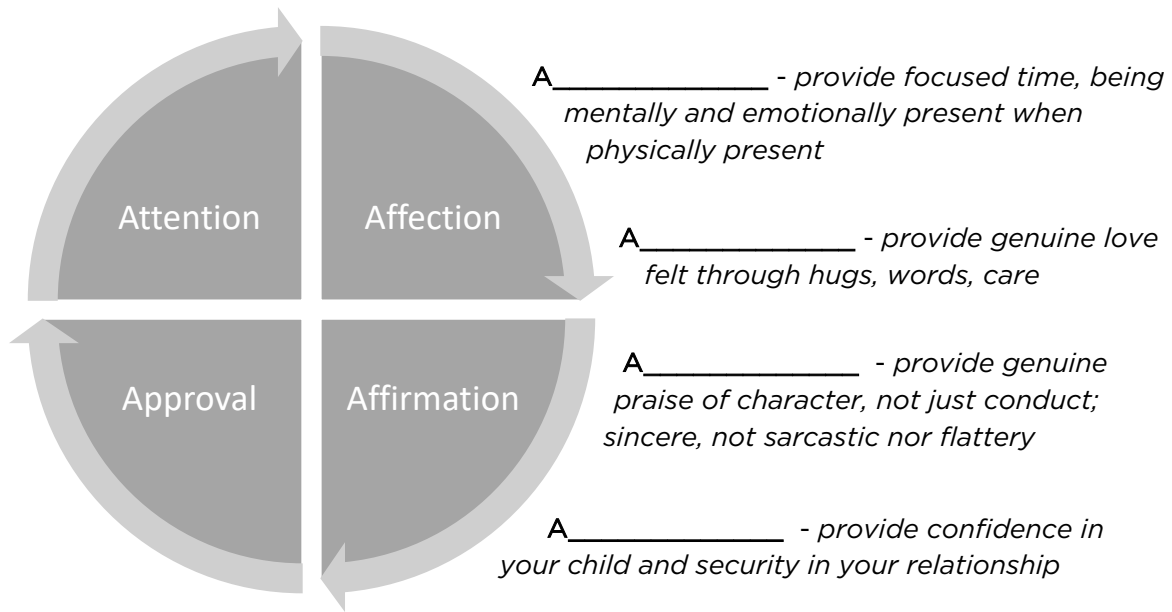 Attention
Affection
Approval
Affirmation
A______________ - provide focused time, being
mentally and emotionally present when
physically present
A______________ - provide genuine love
felt through hugs, words, care
A______________ - provide genuine
praise of character, not just conduct;
sincere, not sarcastic nor flattery
A______________ - provide confidence in
your child and security in your relationship